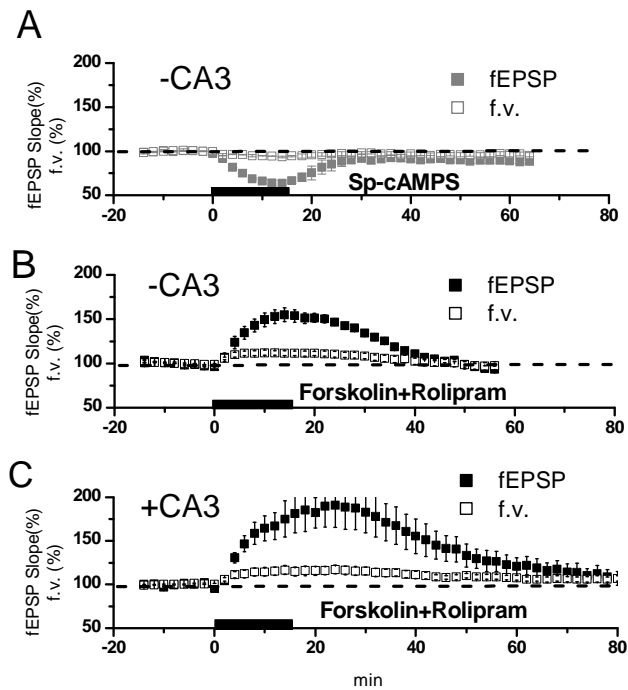 A
-CA3
fEPSP
f.v.
fEPSP Slope(%)
f.v. (%)
200
150
100
50
Sp-cAMPS
-20 0 20 40 60 80
B
-CA3
fEPSP
f.v.
fEPSP Slope(%)
f.v. (%)
200
150
100
50
Forskolin+Rolipram
-20 0 20 40 60 80
C
+CA3
fEPSP
f.v.
fEPSP Slope(%)
f.v. (%)
200
150
100
50
Forskolin+Rolipram
-20 0 20 40 60 80
min